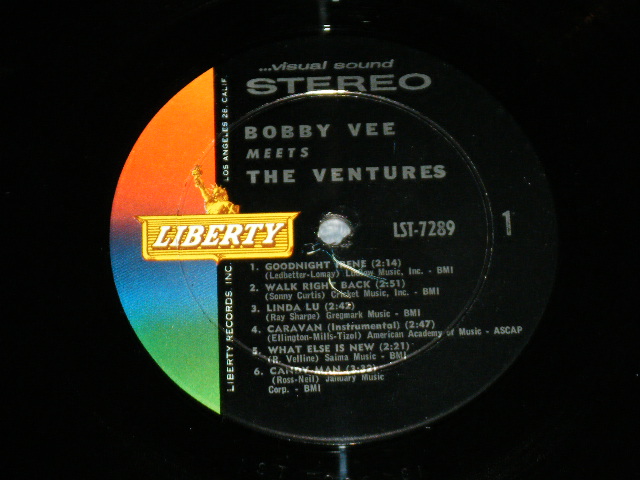 ...visual sound
STEREO
BOBBY VEE
MEETS
THE VENTURES
LIBERTY
LST-7289
1
1. GOODNIGHT IRENE (2:14)
(Ledbetter-Lomay) Ludlow Music, Inc. - BMI
2. WALK RIGHT BACK (2:51)
(Sonny Curtis) Cricket Music, Inc. - BMI
3. LINDA LU (2:42)
(Ray Sharpe) Gregmark Music - BMI
4. CARAVAN (Instrumental) (2:47)
(Ellington-Mills-Tizol) American Academy of Music - ASCAP
5. WHAT ELSE IS NEW (2:21)
(R. Velline) Saima Music - BMI
6. CANDY MAN
(Ross-Neil) January Music
Corp. - BMI
LIBERTY RECORDS, INC.
LOS ANGELES 28, CALIF.